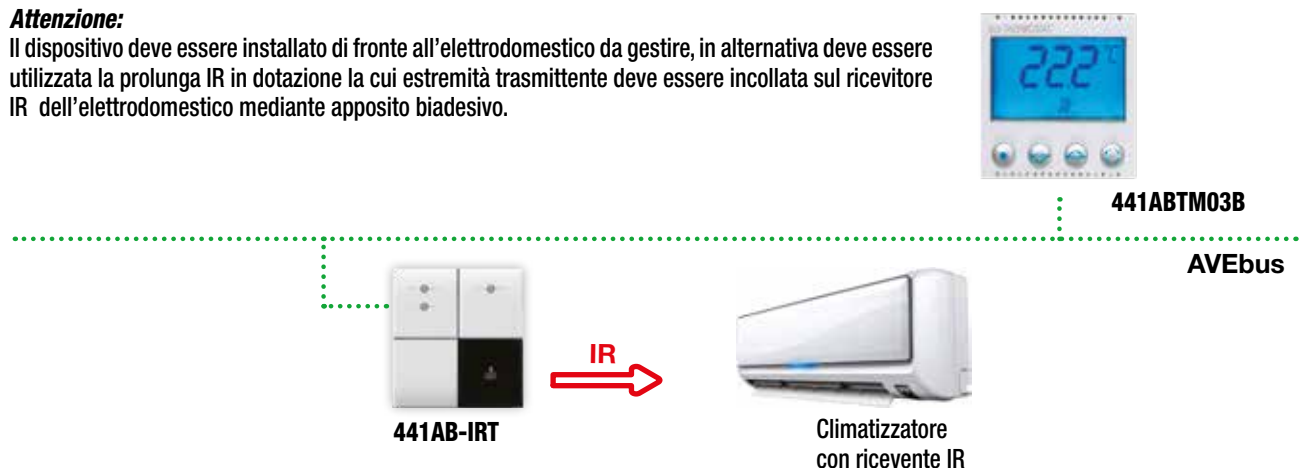 Attenzione:
Il dispositivo deve essere installato di fronte all'elettrodomestico da gestire, in alternativa deve essere
utilizzata la prolunga IR in dotazione la cui estremità trasmittente deve essere incollata sul ricevitore
IR dell'elettrodomestico mediante apposito biadesivo.
22.2 °C
441ABTM03B
AVEbus
IR
441AB-IRT
Climatizzatore
con ricevente IR